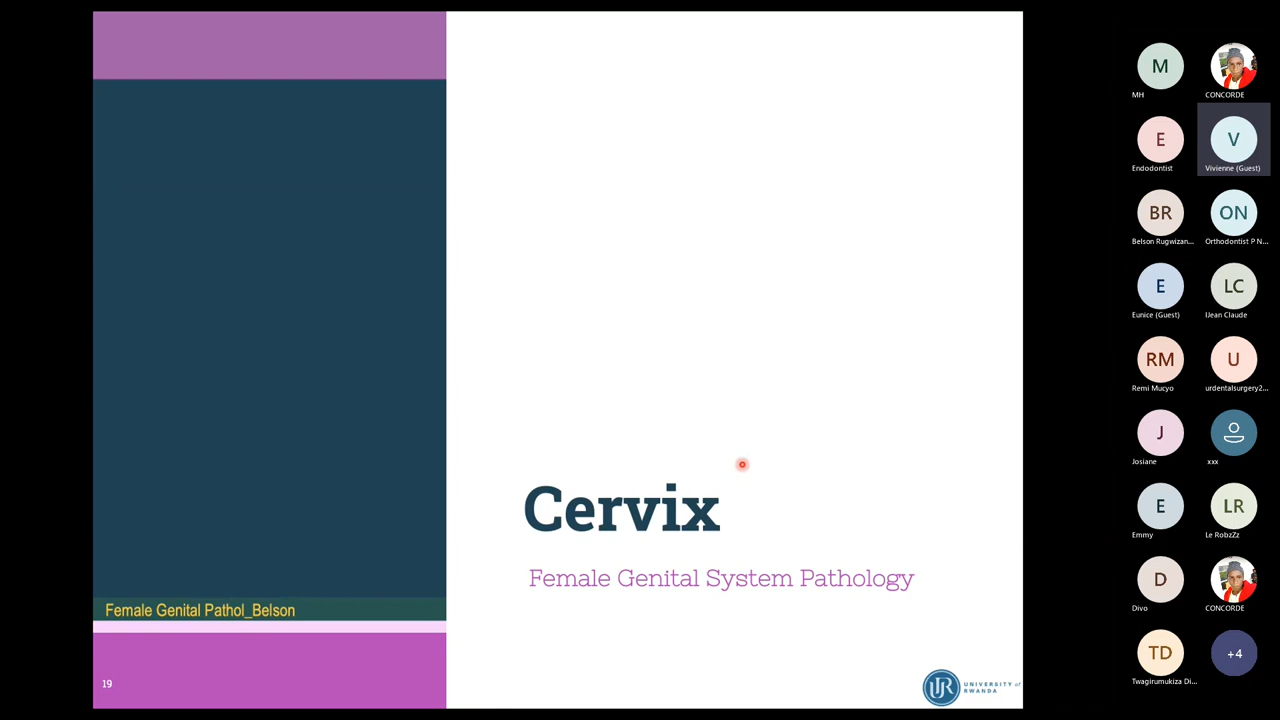 Cervix
Female Genital System Pathology
Female Genital Pathol_Belson
19
UR
UNIVERSITY of
RWANDA
M
MH
CONCORDE
E
Endodontist
V
Vivienne (Guest)
BR
Belson Rugwizan...
ON
Orthodontist P N...
E
Eunice (Guest)
LC
IJean Claude
RM
Remi Mucyo
U
urdentalsurgery2...
J
Josiane
xxx
E
Emmy
LR
Le RobzZz
D
Divo
CONCORDE
TD
Twagirumukiza Di...
+4